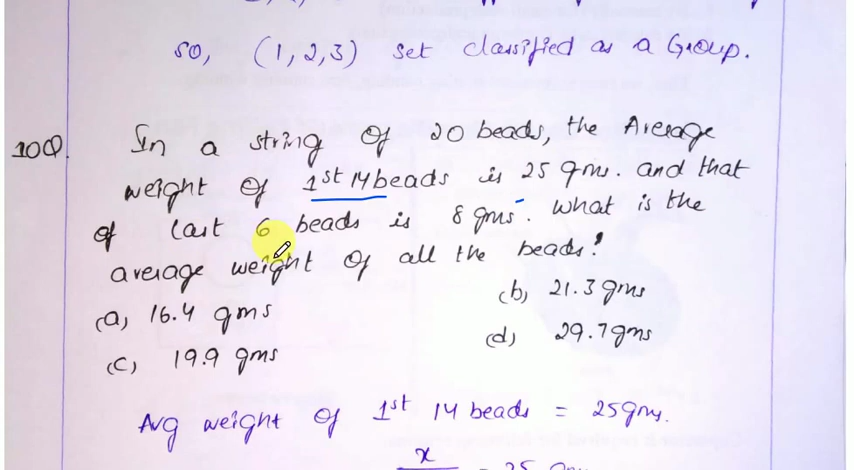 so, (1,2,3) set classified as a Group.
10Q. In a string of 20 beads, the Average
weight of 1st 14 beads is 25 gms. and that
of last 6 beads is 8 gms. What is the
average weight of all the beads?
(a) 16.4 gms
(b) 21.3 gms
(c) 19.9 gms
(d) 29.7 gms
Avg weight of 1st 14 beads = 25 gms.
x